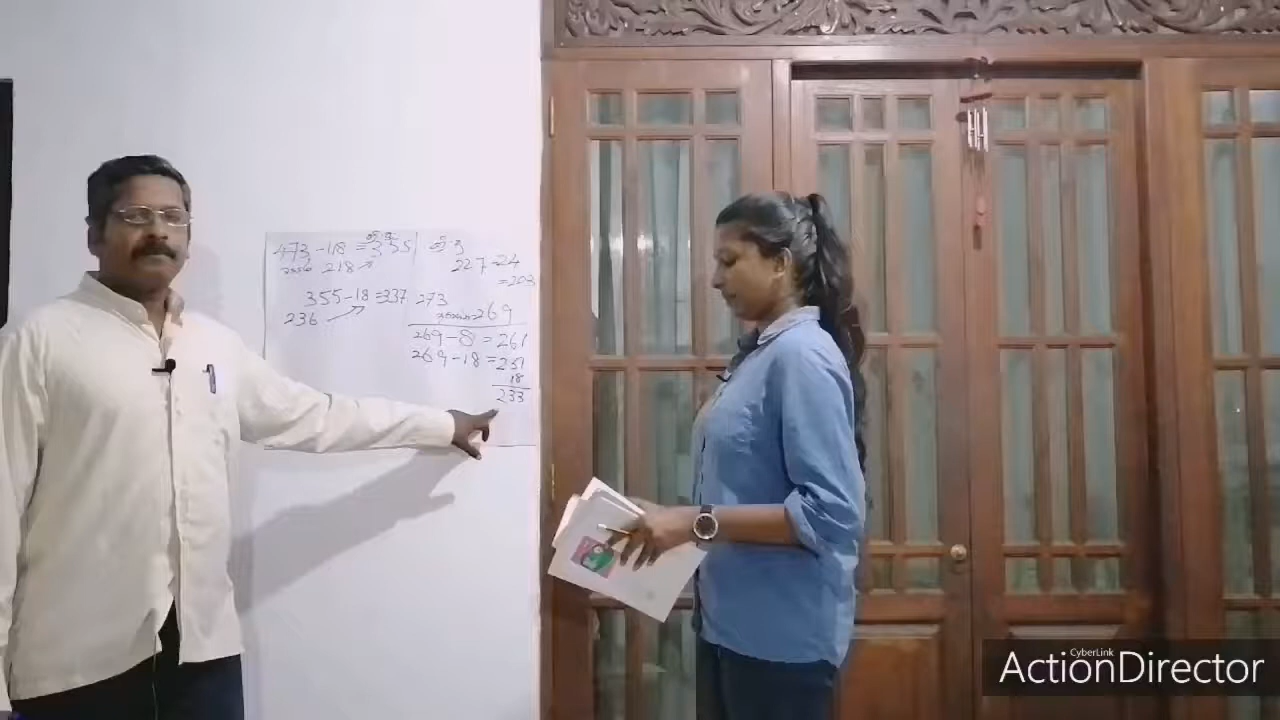 473-118 = 355
218
355-18 =337
236
227-24
=203
273
269
269-8 = 261
269-18 =251
18
233
CyberLink
ActionDirector